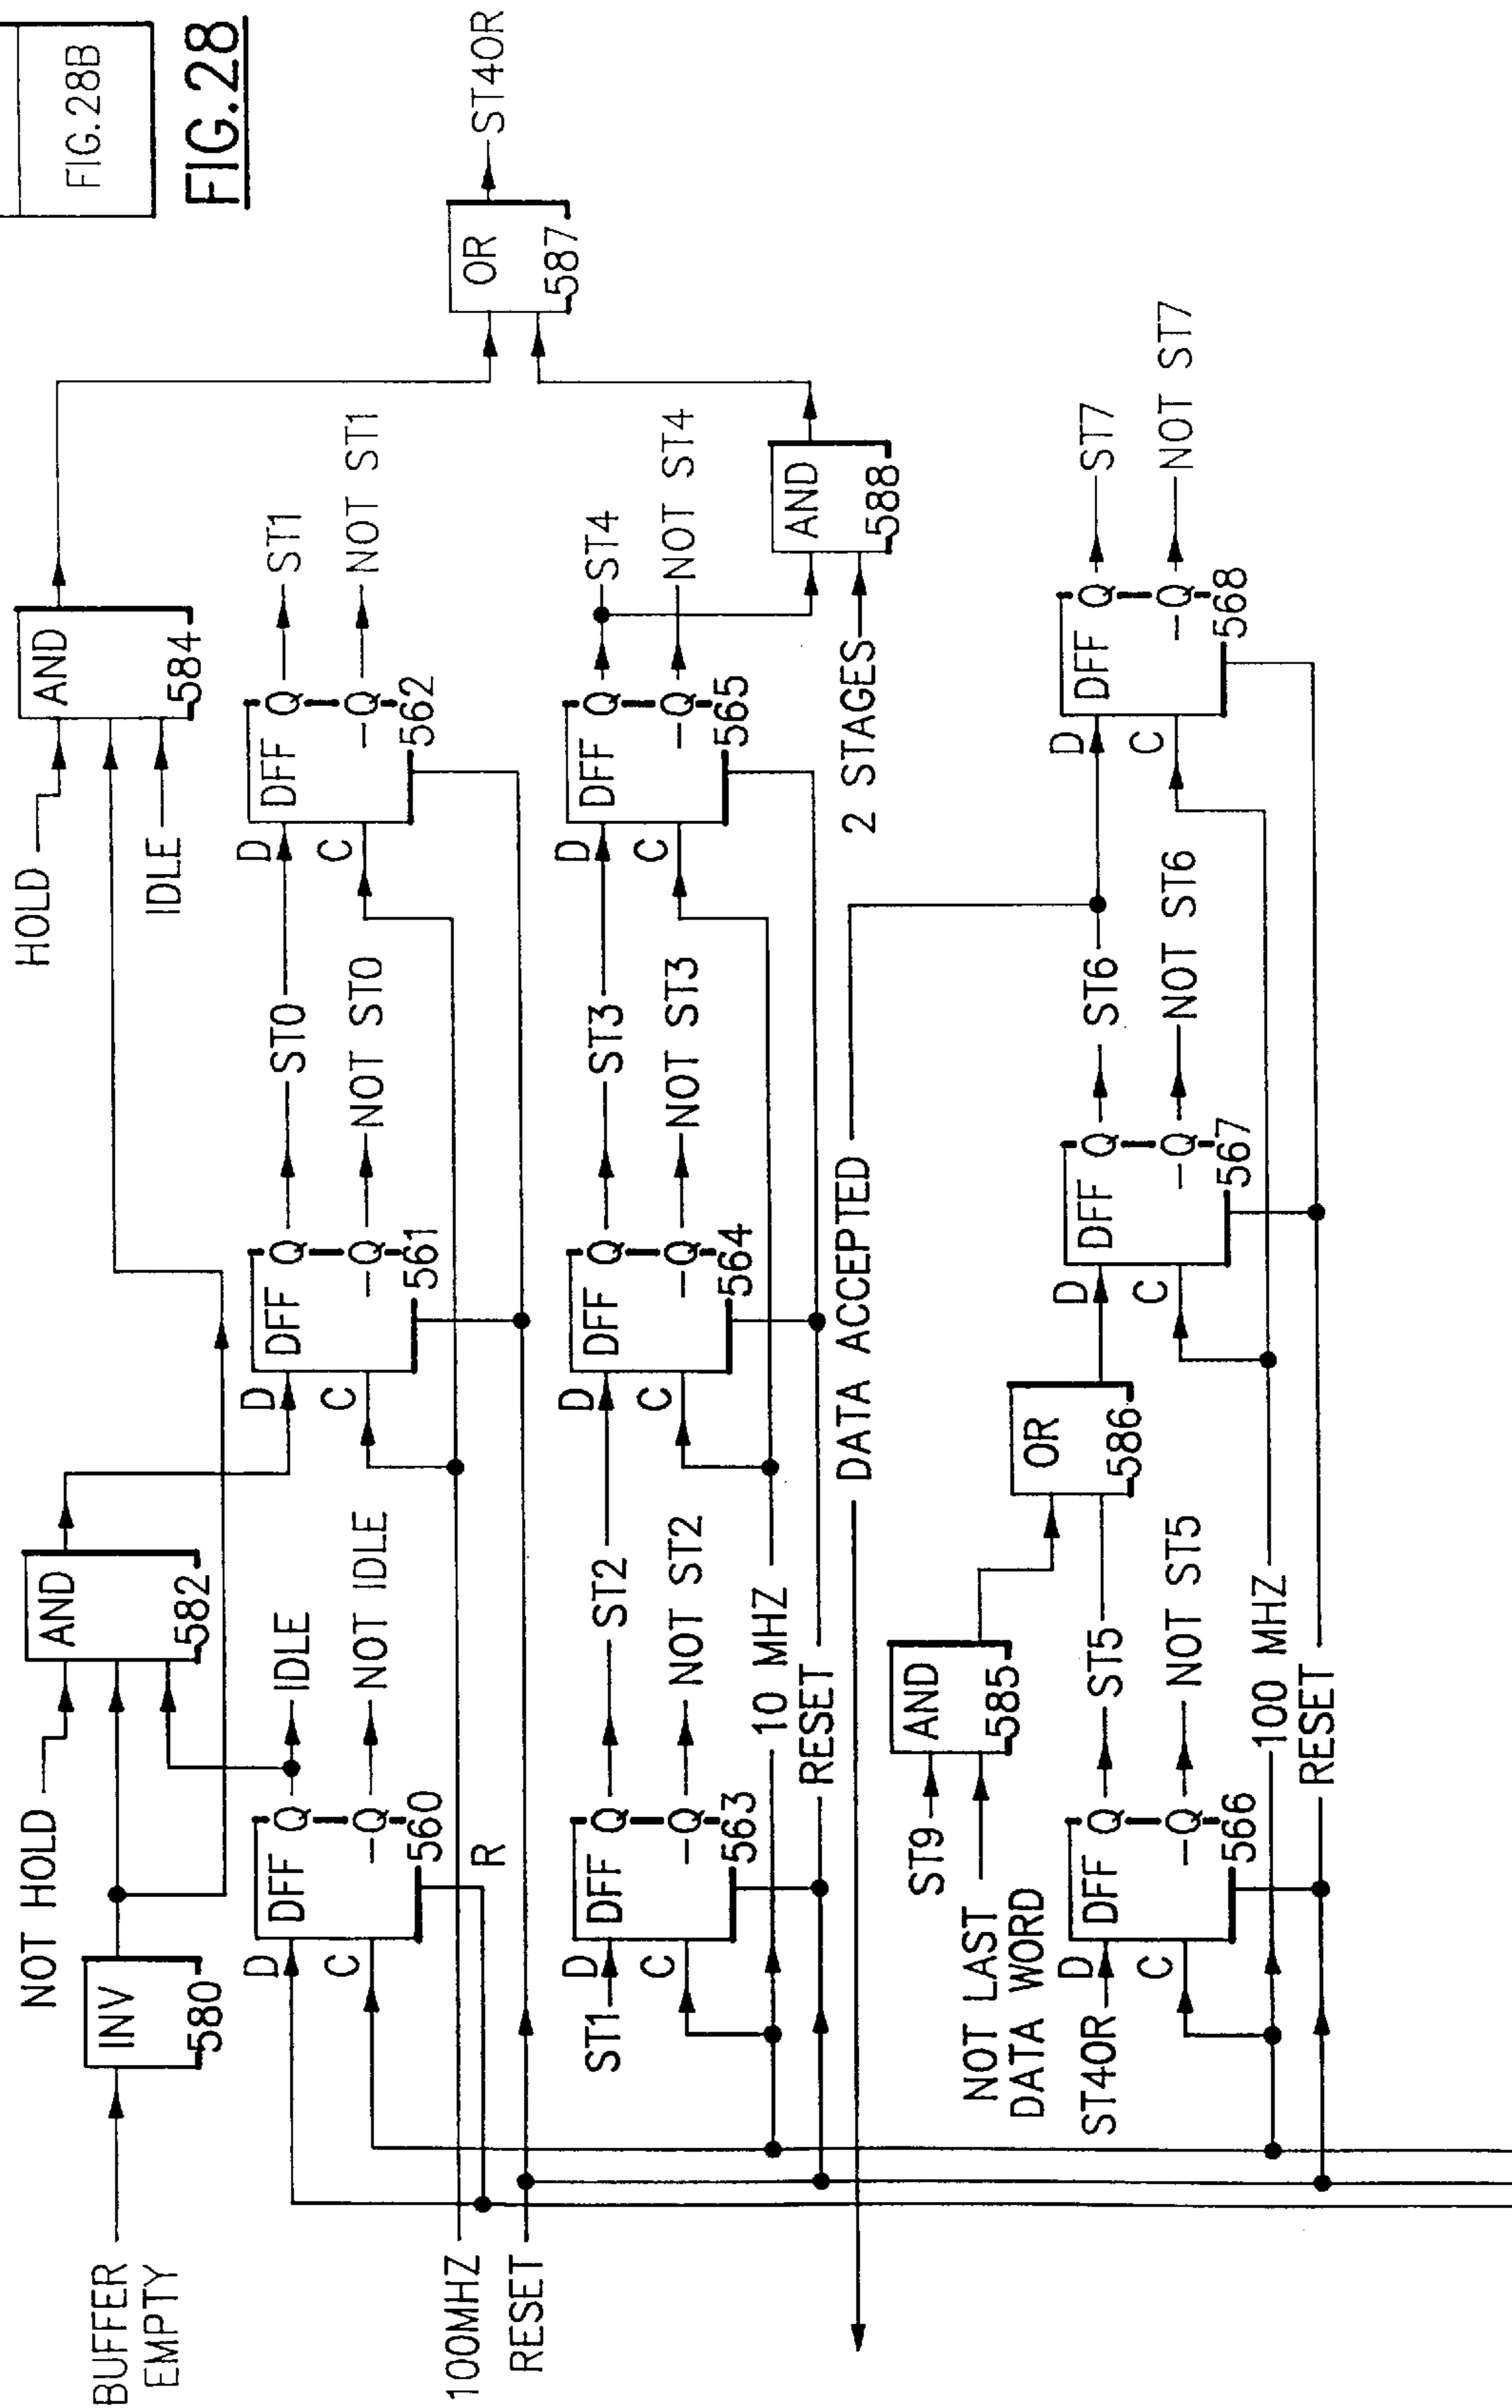 FIG.28B
FIG.28
BUFFER
EMPTY
INV
580
NOT HOLD
AND
582
HOLD
IDLE
AND
584
OR
587
ST4OR
D
C
DFF
Q
-Q
560
R
IDLE
NOT IDLE
D
C
DFF
Q
-Q
561
ST0
NOT ST0
D
C
DFF
Q
-Q
562
ST1
NOT ST1
100MHZ
RESET
ST1
D
C
DFF
Q
-Q
563
ST2
NOT ST2
D
C
DFF
Q
-Q
564
ST3
NOT ST3
D
C
DFF
Q
-Q
565
ST4
NOT ST4
10 MHZ
RESET
2 STAGES
AND
588
DATA ACCEPTED
ST9
NOT LAST
DATA WORD
AND
585
OR
586
ST4OR
D
C
DFF
Q
-Q
566
ST5
NOT ST5
D
C
DFF
Q
-Q
567
ST6
NOT ST6
D
C
DFF
Q
-Q
568
ST7
NOT ST7
100 MHZ
RESET